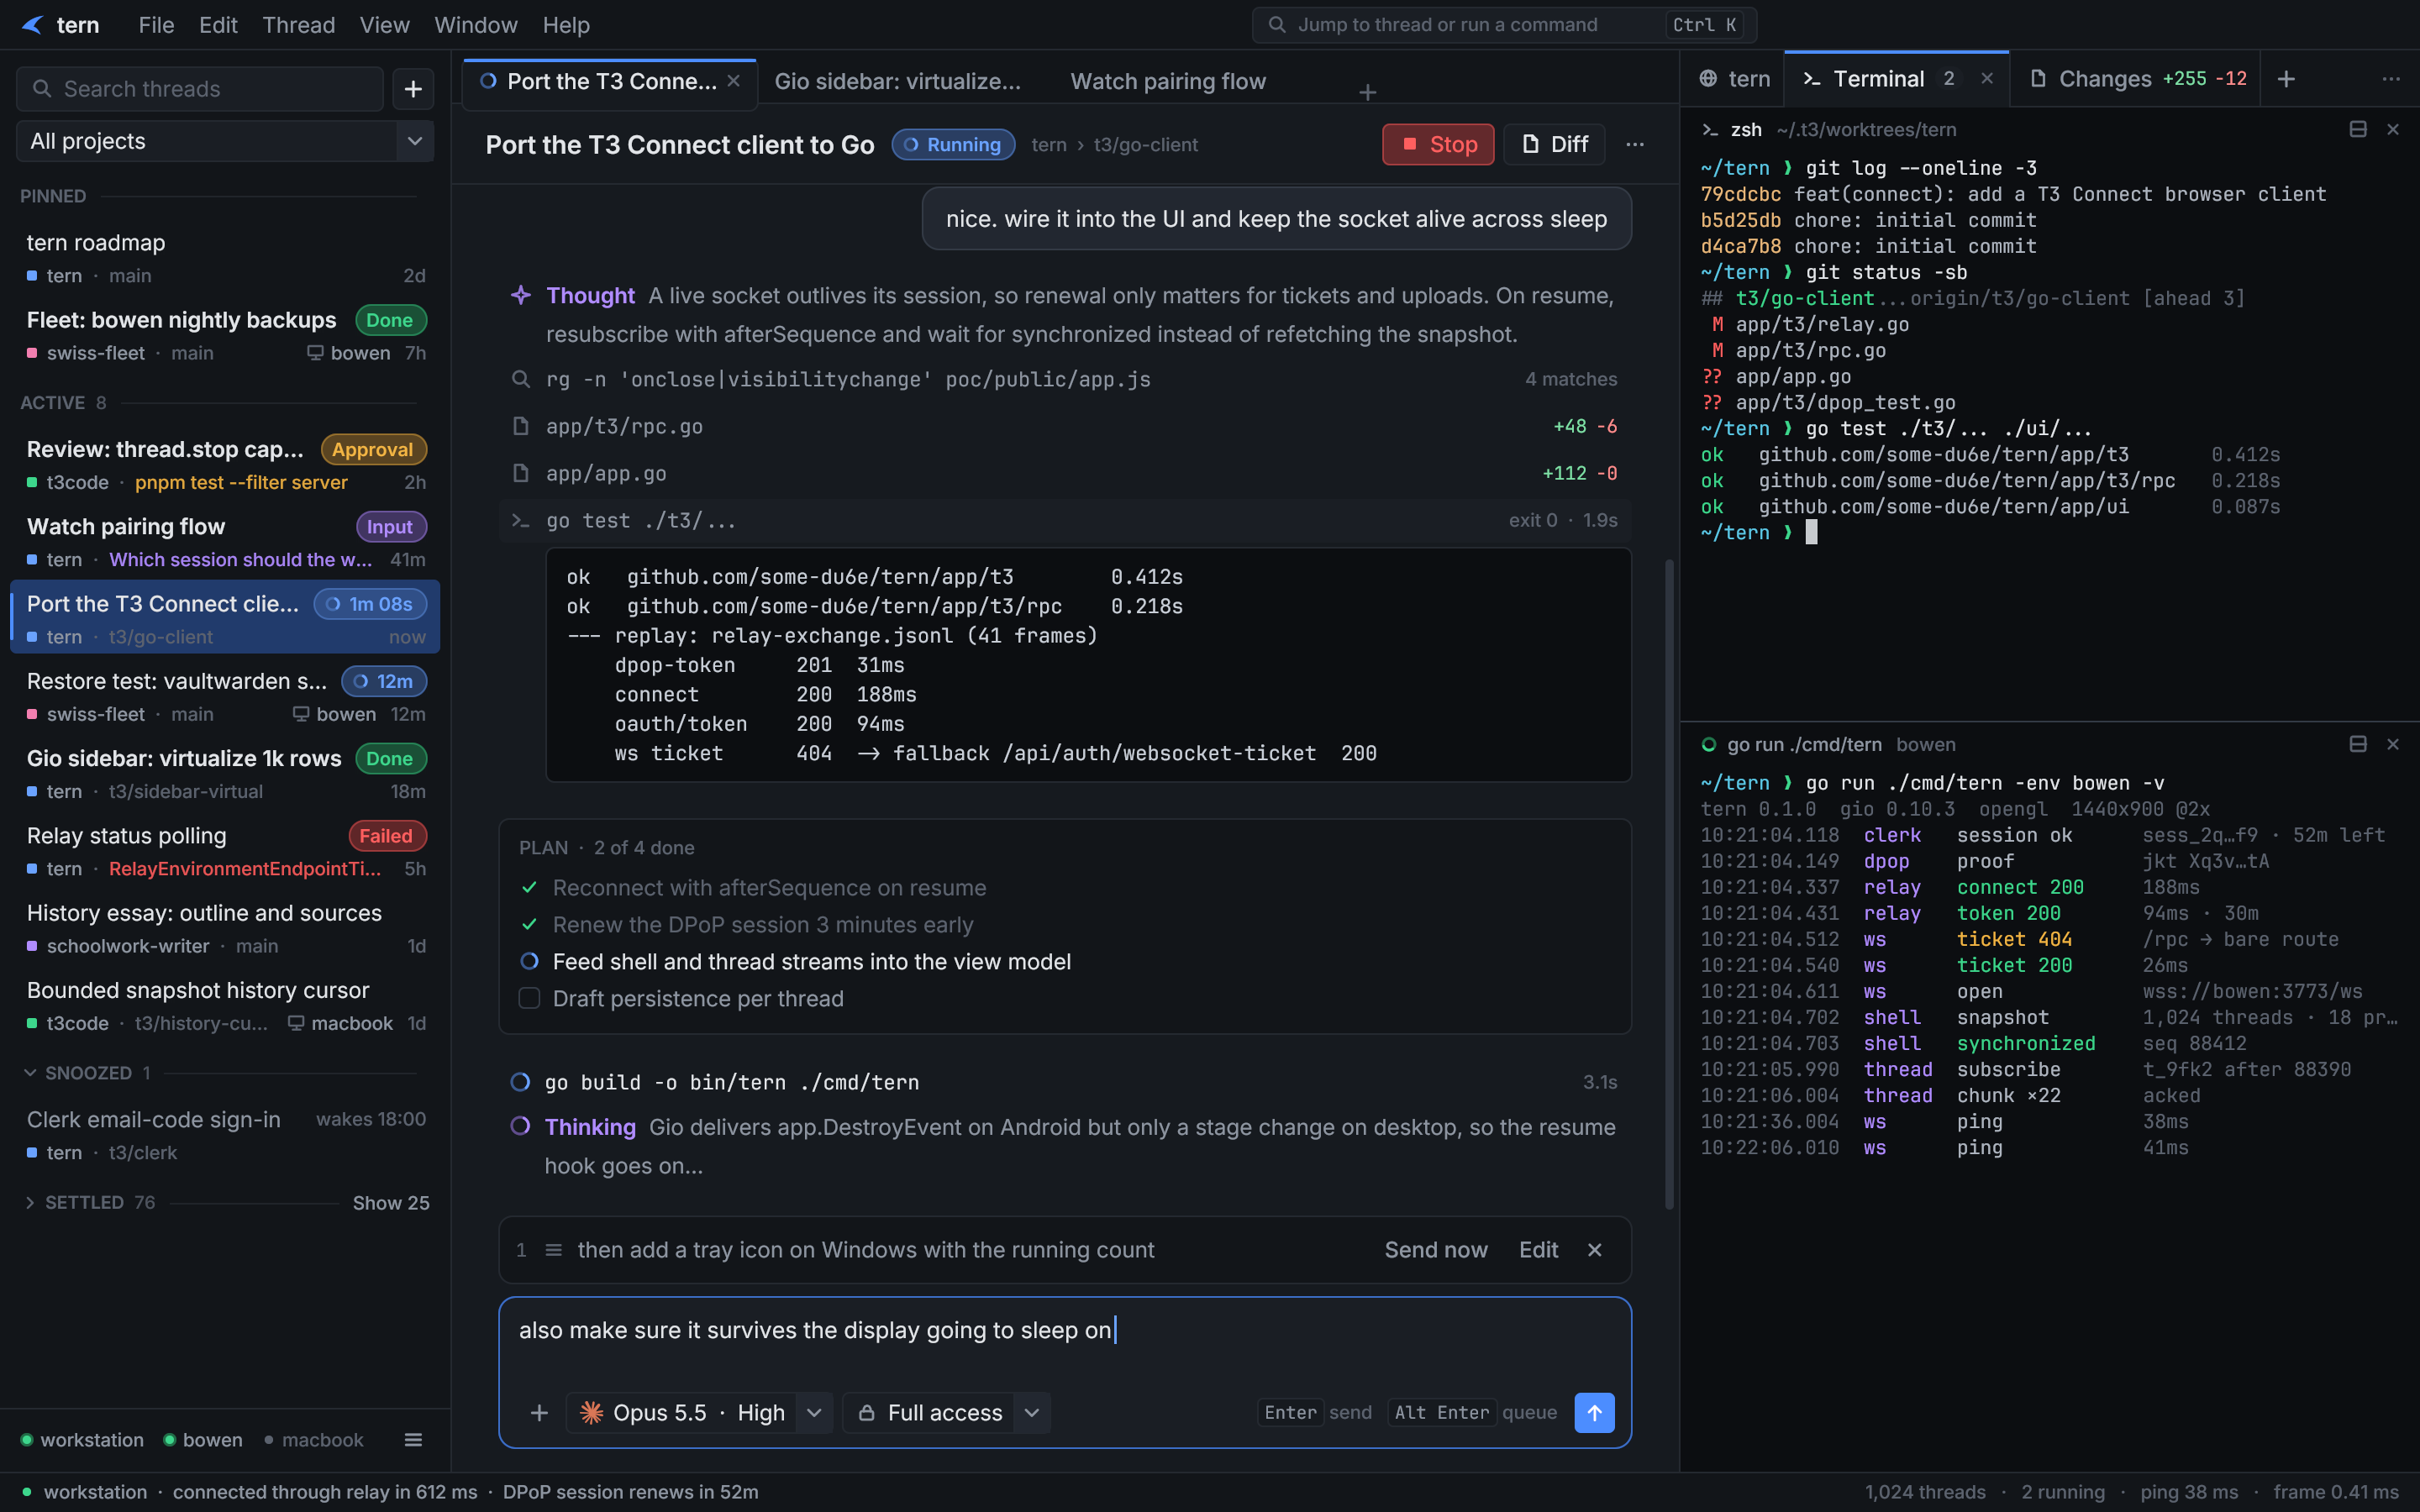 tern File Edit Thread View Window Help
Jump to thread or run a command Ctrl K
Search threads
All projects
PINNED
tern roadmap
tern · main 2d
Fleet: bowen nightly backups Done
swiss-fleet · main bowen 7h
ACTIVE 8
Review: thread.stop cap... Approval
t3code · pnpm test --filter server 2h
Watch pairing flow Input
tern · Which session should the w... 41m
Port the T3 Connect clie... 1m 08s
tern · t3/go-client now
Restore test: vaultwarden s... 12m
swiss-fleet · main bowen 12m
Gio sidebar: virtualize 1k rows Done
tern · t3/sidebar-virtual 18m
Relay status polling Failed
tern · RelayEnvironmentEndpointTi... 5h
History essay: outline and sources
schoolwork-writer · main 1d
Bounded snapshot history cursor
t3code · t3/history-cu... macbook 1d
SNOOZED 1
Clerk email-code sign-in wakes 18:00
tern · t3/clerk
SETTLED 76 Show 25
workstation bowen macbook
Port the T3 Conne... Gio sidebar: virtualize... Watch pairing flow
Port the T3 Connect client to Go Running tern › t3/go-client Stop Diff
nice. wire it into the UI and keep the socket alive across sleep
Thought A live socket outlives its session, so renewal only matters for tickets and uploads. On resume,
resubscribe with afterSequence and wait for synchronized instead of refetching the snapshot.
rg -n 'onclose|visibilitychange' poc/public/app.js 4 matches
app/t3/rpc.go +48 -6
app/app.go +112 -0
go test ./t3/... exit 0 · 1.9s
ok github.com/some-du6e/tern/app/t3 0.412s
ok github.com/some-du6e/tern/app/t3/rpc 0.218s
--- replay: relay-exchange.jsonl (41 frames)
dpop-token 201 31ms
connect 200 188ms
oauth/token 200 94ms
ws ticket 404 -> fallback /api/auth/websocket-ticket 200
PLAN · 2 of 4 done
Reconnect with afterSequence on resume
Renew the DPoP session 3 minutes early
Feed shell and thread streams into the view model
Draft persistence per thread
go build -o bin/tern ./cmd/tern 3.1s
Thinking Gio delivers app.DestroyEvent on Android but only a stage change on desktop, so the resume
hook goes on...
1 then add a tray icon on Windows with the running count Send now Edit
also make sure it survives the display going to sleep on
Opus 5.5 · High Full access Enter send Alt Enter queue
tern Terminal 2 Changes +255 -12
zsh ~/.t3/worktrees/tern
~/tern ❯ git log --oneline -3
79cdcbc feat(connect): add a T3 Connect browser client
b5d25db chore: initial commit
d4ca7b8 chore: initial commit
~/tern ❯ git status -sb
## t3/go-client...origin/t3/go-client [ahead 3]
M app/t3/relay.go
M app/t3/rpc.go
?? app/app.go
?? app/t3/dpop_test.go
~/tern ❯ go test ./t3/... ./ui/...
ok github.com/some-du6e/tern/app/t3 0.412s
ok github.com/some-du6e/tern/app/t3/rpc 0.218s
ok github.com/some-du6e/tern/app/ui 0.087s
~/tern ❯
go run ./cmd/tern bowen
~/tern ❯ go run ./cmd/tern -env bowen -v
tern 0.1.0 gio 0.10.3 opengl 1440x900 @2x
10:21:04.118 clerk session ok sess_2q…f9 · 52m left
10:21:04.149 dpop proof jkt Xq3v…tA
10:21:04.337 relay connect 200 188ms
10:21:04.431 relay token 200 94ms · 30m
10:21:04.512 ws ticket 404 /rpc → bare route
10:21:04.540 ws ticket 200 26ms
10:21:04.611 ws open wss://bowen:3773/ws
10:21:04.702 shell snapshot 1,024 threads · 18 pr…
10:21:04.703 shell synchronized seq 88412
10:21:05.990 thread subscribe t_9fk2 after 88390
10:21:06.004 thread chunk ×22 acked
10:21:36.004 ws ping 38ms
10:22:06.010 ws ping 41ms
workstation · connected through relay in 612 ms · DPoP session renews in 52m
1,024 threads · 2 running · ping 38 ms · frame 0.41 ms